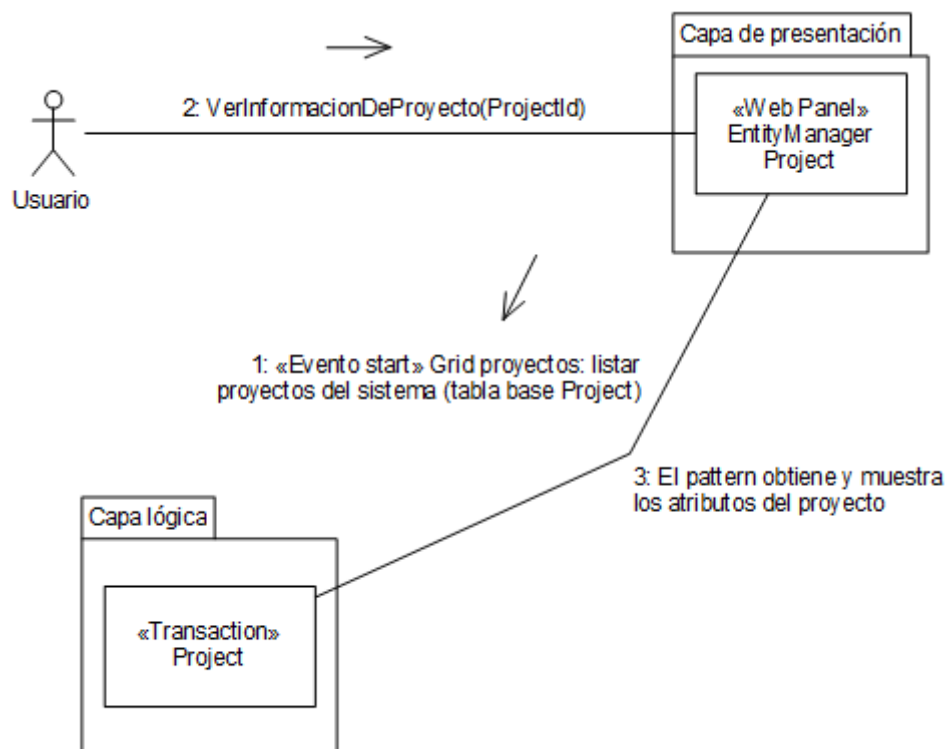 Capa de presentación
2: VerInformacionDeProyecto(ProjectId)
«Web Panel»
EntityManager
Project
Usuario
1: «Evento start» Grid proyectos: listar
proyectos del sistema (tabla base Project)
3: El pattern obtiene y muestra
los atributos del proyecto
Capa lógica
«Transaction»
Project